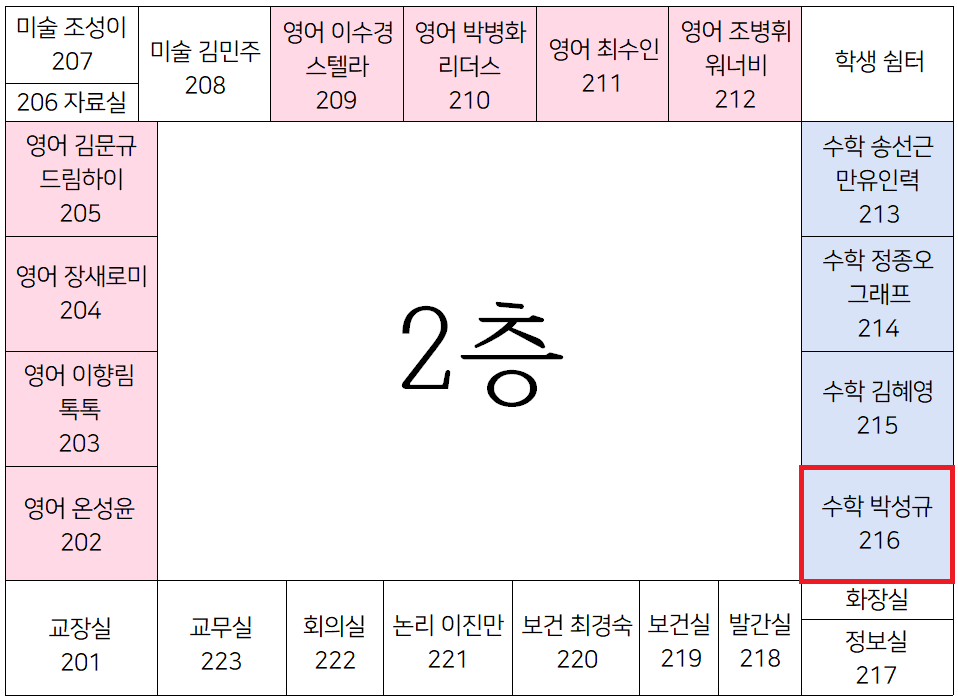 미술 조성이
207
206 자료실
미술 김민주
208
영어 이수경
스텔라
209
영어 박병화
리더스
210
영어 최수인
211
영어 조병휘
워너비
212
학생 쉼터
영어 김문규
드림하이
205
영어 장새로미
204
영어 이향림
톡톡
203
영어 온성윤
202
2층
수학 송선근
만유인력
213
수학 정종오
그래프
214
수학 김혜영
215
수학 박성규
216
교장실
201
교무실
223
회의실
222
논리 이진만
221
보건 최경숙
220
보건실
219
발간실
218
화장실
정보실
217